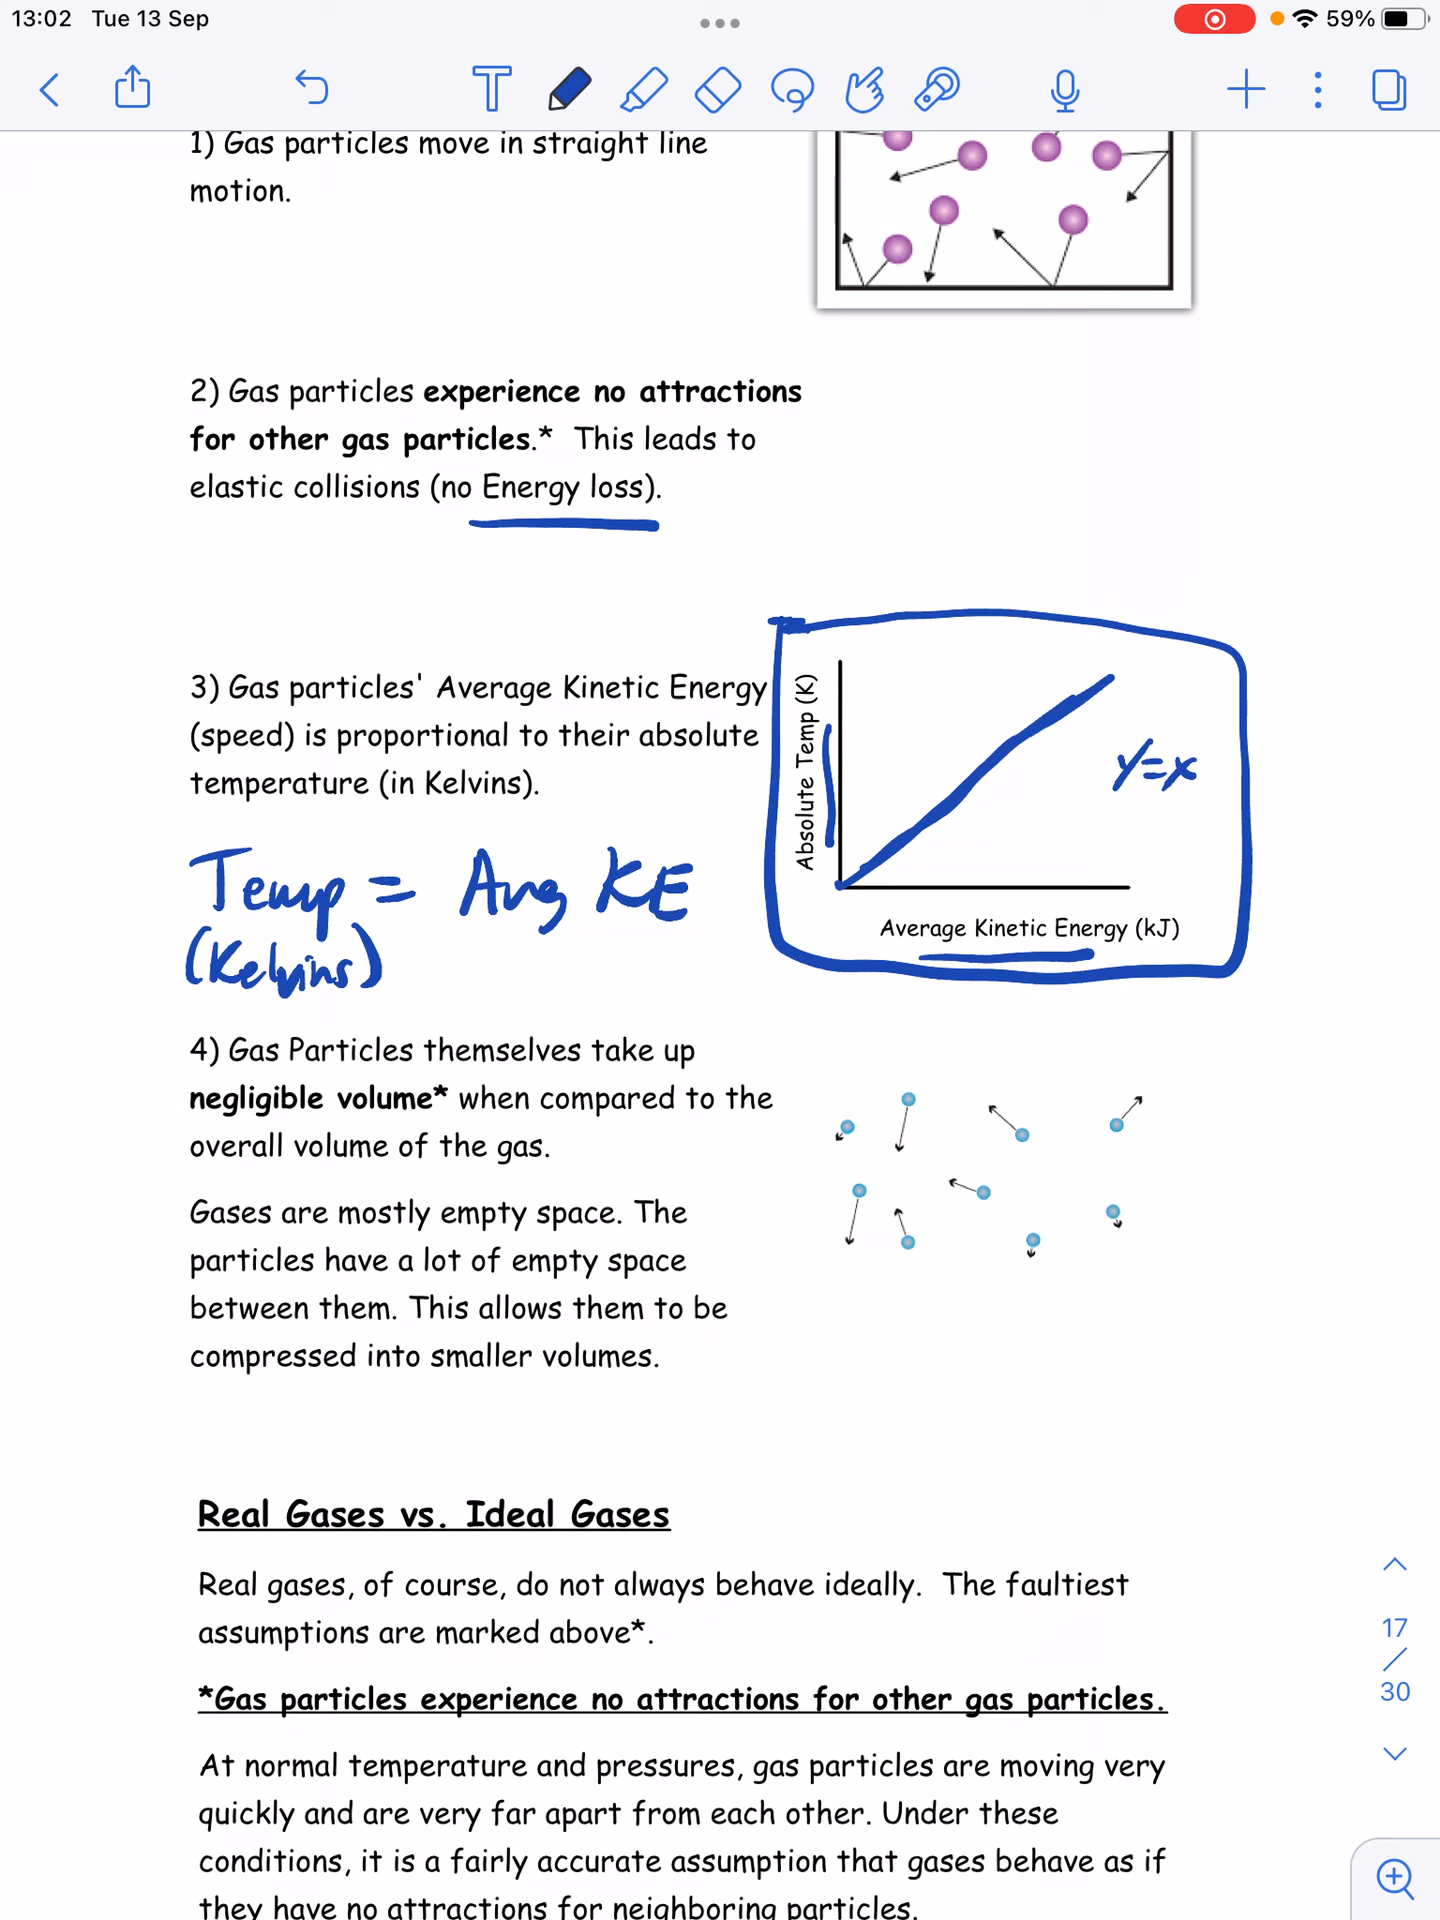 13:02 Tue 13 Sep
59%
1) Gas particles move in straight line
motion.
2) Gas particles experience no attractions
for other gas particles.* This leads to
elastic collisions (no Energy loss).
3) Gas particles' Average Kinetic Energy
(speed) is proportional to their absolute
temperature (in Kelvins).
Absolute Temp (K)
y=x
Average Kinetic Energy (kJ)
Temp = Avg KE
(Kelvins)
4) Gas Particles themselves take up
negligible volume* when compared to the
overall volume of the gas.
Gases are mostly empty space. The
particles have a lot of empty space
between them. This allows them to be
compressed into smaller volumes.
Real Gases vs. Ideal Gases
Real gases, of course, do not always behave ideally. The faultiest
assumptions are marked above*.
*Gas particles experience no attractions for other gas particles.
At normal temperature and pressures, gas particles are moving very
quickly and are very far apart from each other. Under these
conditions, it is a fairly accurate assumption that gases behave as if
they have no attractions for neighboring particles.
17
/
30